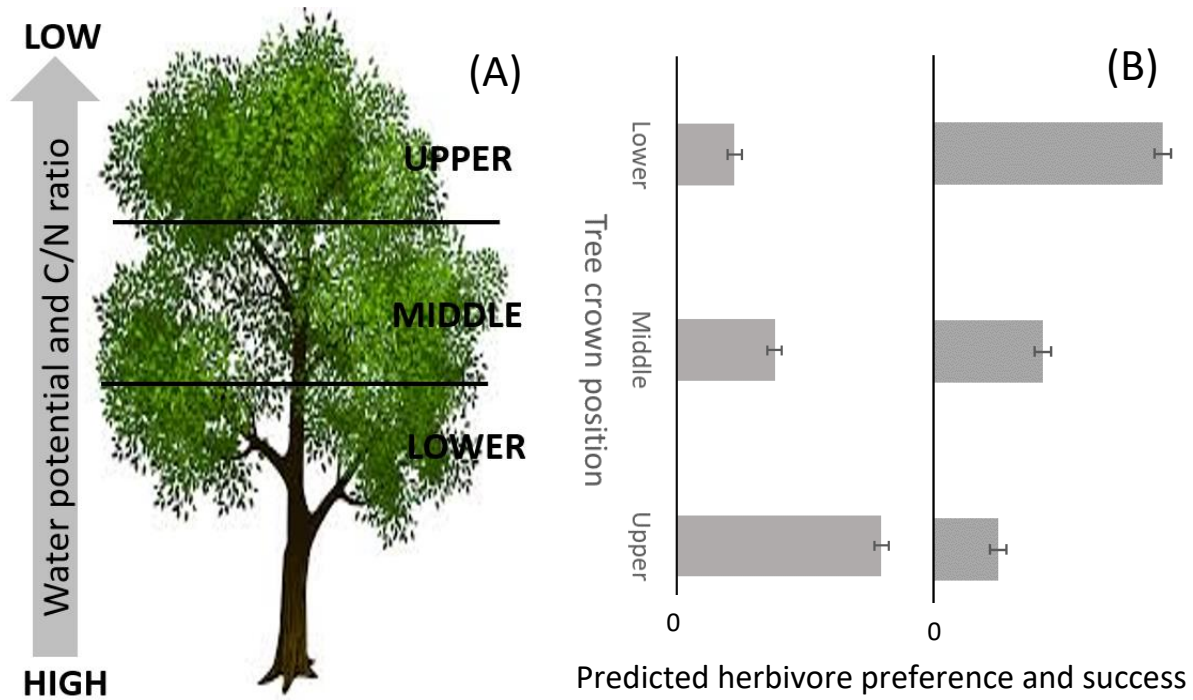 LOW
Water potential and C/N ratio
HIGH
(A)
UPPER
MIDDLE
LOWER
(B)
Tree crown position
Lower
Middle
Upper
0
0
Predicted herbivore preference and success